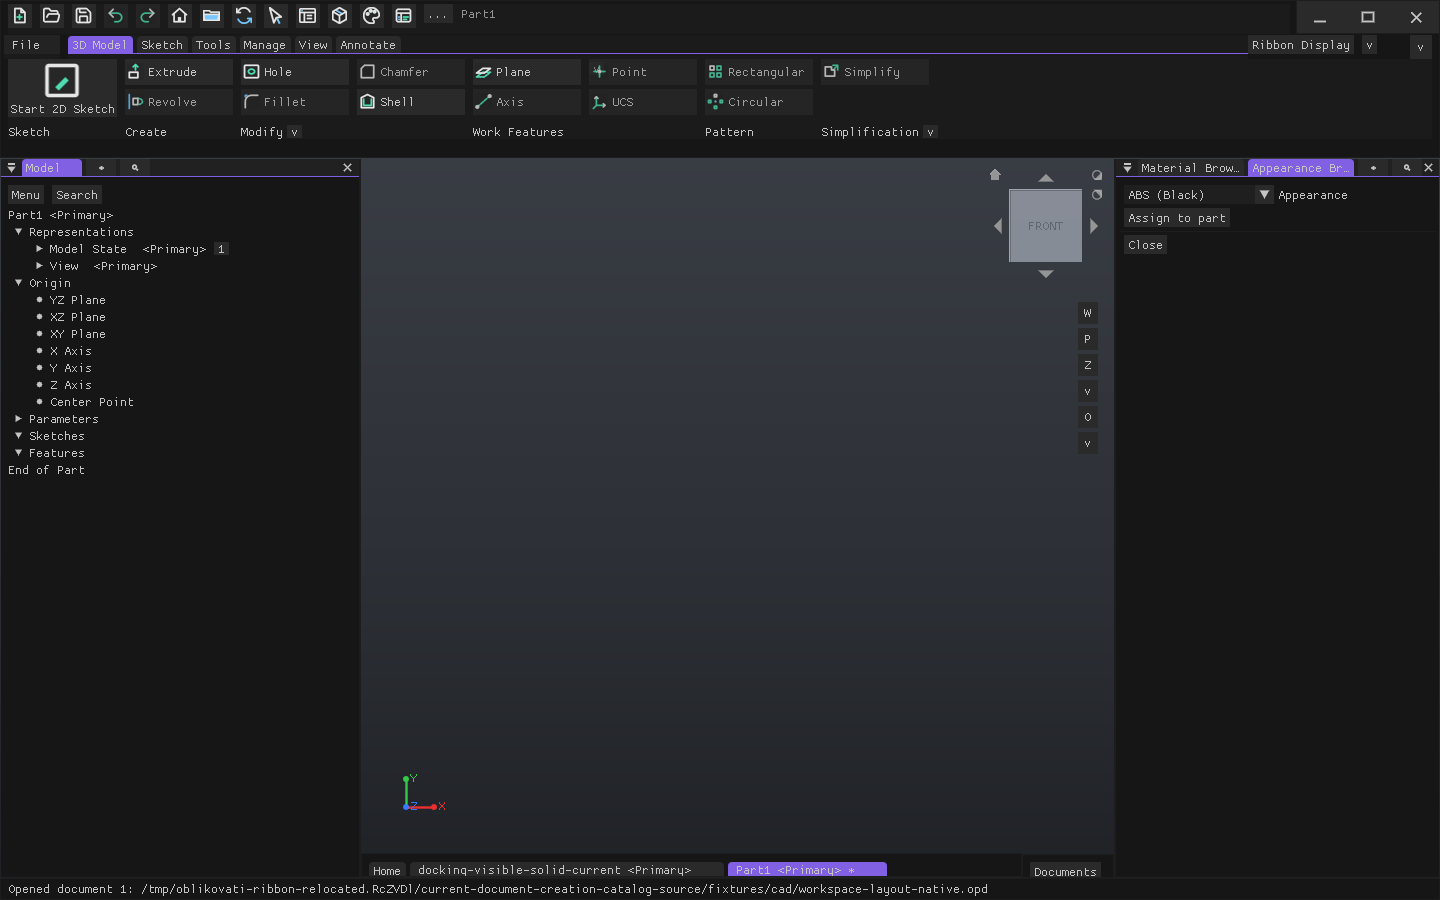 ... Part1
File 3D Model Sketch Tools Manage View Annotate Ribbon Display v v
Start 2D Sketch
Extrude Hole Chamfer Plane Point Rectangular Simplify
Revolve Fillet Shell Axis UCS Circular
Sketch Create Modify v Work Features Pattern Simplification v
Model
Menu Search
Part1 <Primary>
Representations
Model State <Primary> 1
View <Primary>
Origin
YZ Plane
XZ Plane
XY Plane
X Axis
Y Axis
Z Axis
Center Point
Parameters
Sketches
Features
End of Part
FRONT
W
P
Z
v
O
v
Y
Z X
Material Brow… Appearance Br…
ABS (Black) Appearance
Assign to part
Close
Home docking-visible-solid-current <Primary> Part1 <Primary> * Documents
Opened document 1: /tmp/oblikovati-ribbon-relocated.RcZVDl/current-document-creation-catalog-source/fixtures/cad/workspace-layout-native.opd